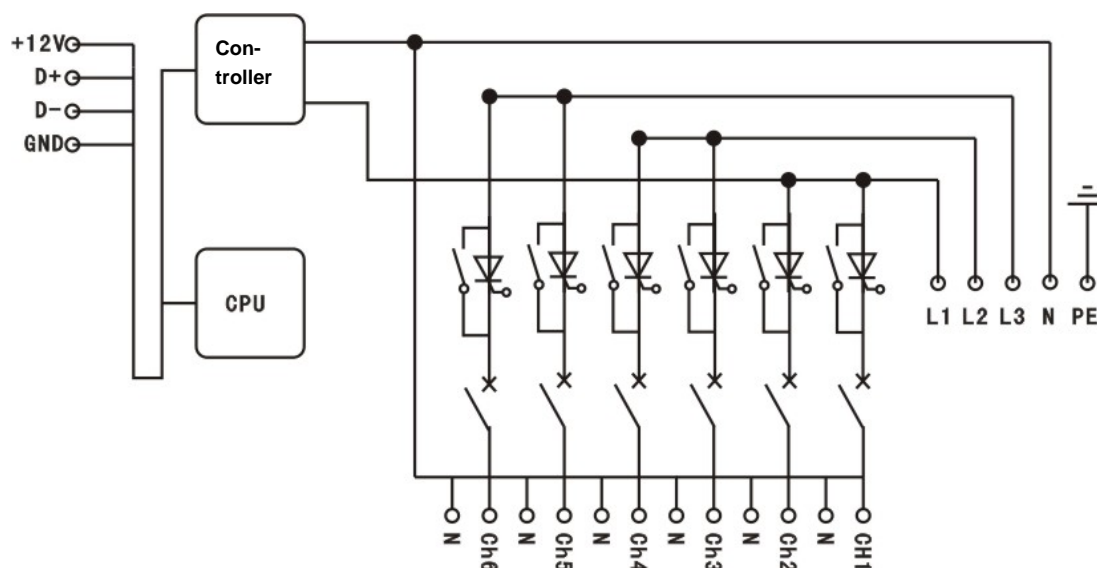 +12V
D+
D-
GND
Con-
troller
CPU
L1 L2 L3 N PE
N Ch6 N Ch5 N Ch4 N Ch3 N Ch2 N CH1